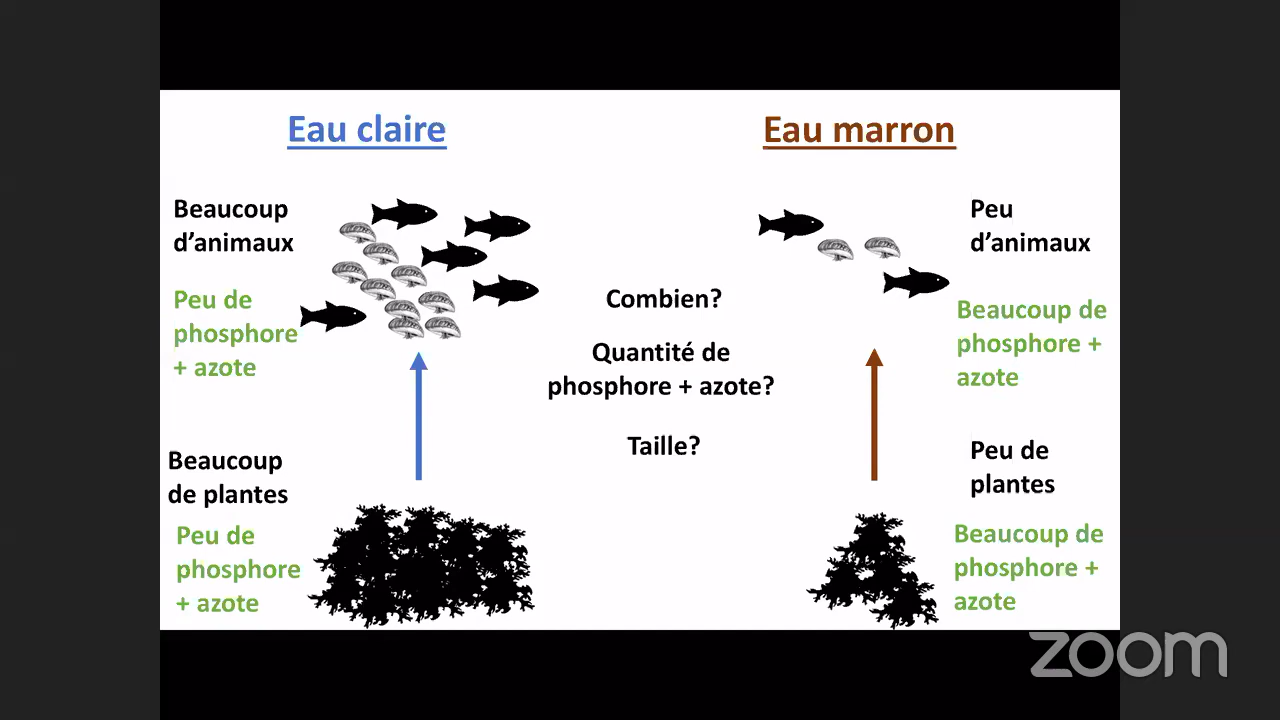 Eau claire
Eau marron
Beaucoup
d’animaux
Peu de
phosphore
+ azote
Beaucoup
de plantes
Peu de
phosphore
+ azote
Combien?
Quantité de
phosphore + azote?
Taille?
Peu
d’animaux
Beaucoup de
phosphore +
azote
Peu de
plantes
Beaucoup de
phosphore +
azote
zoom